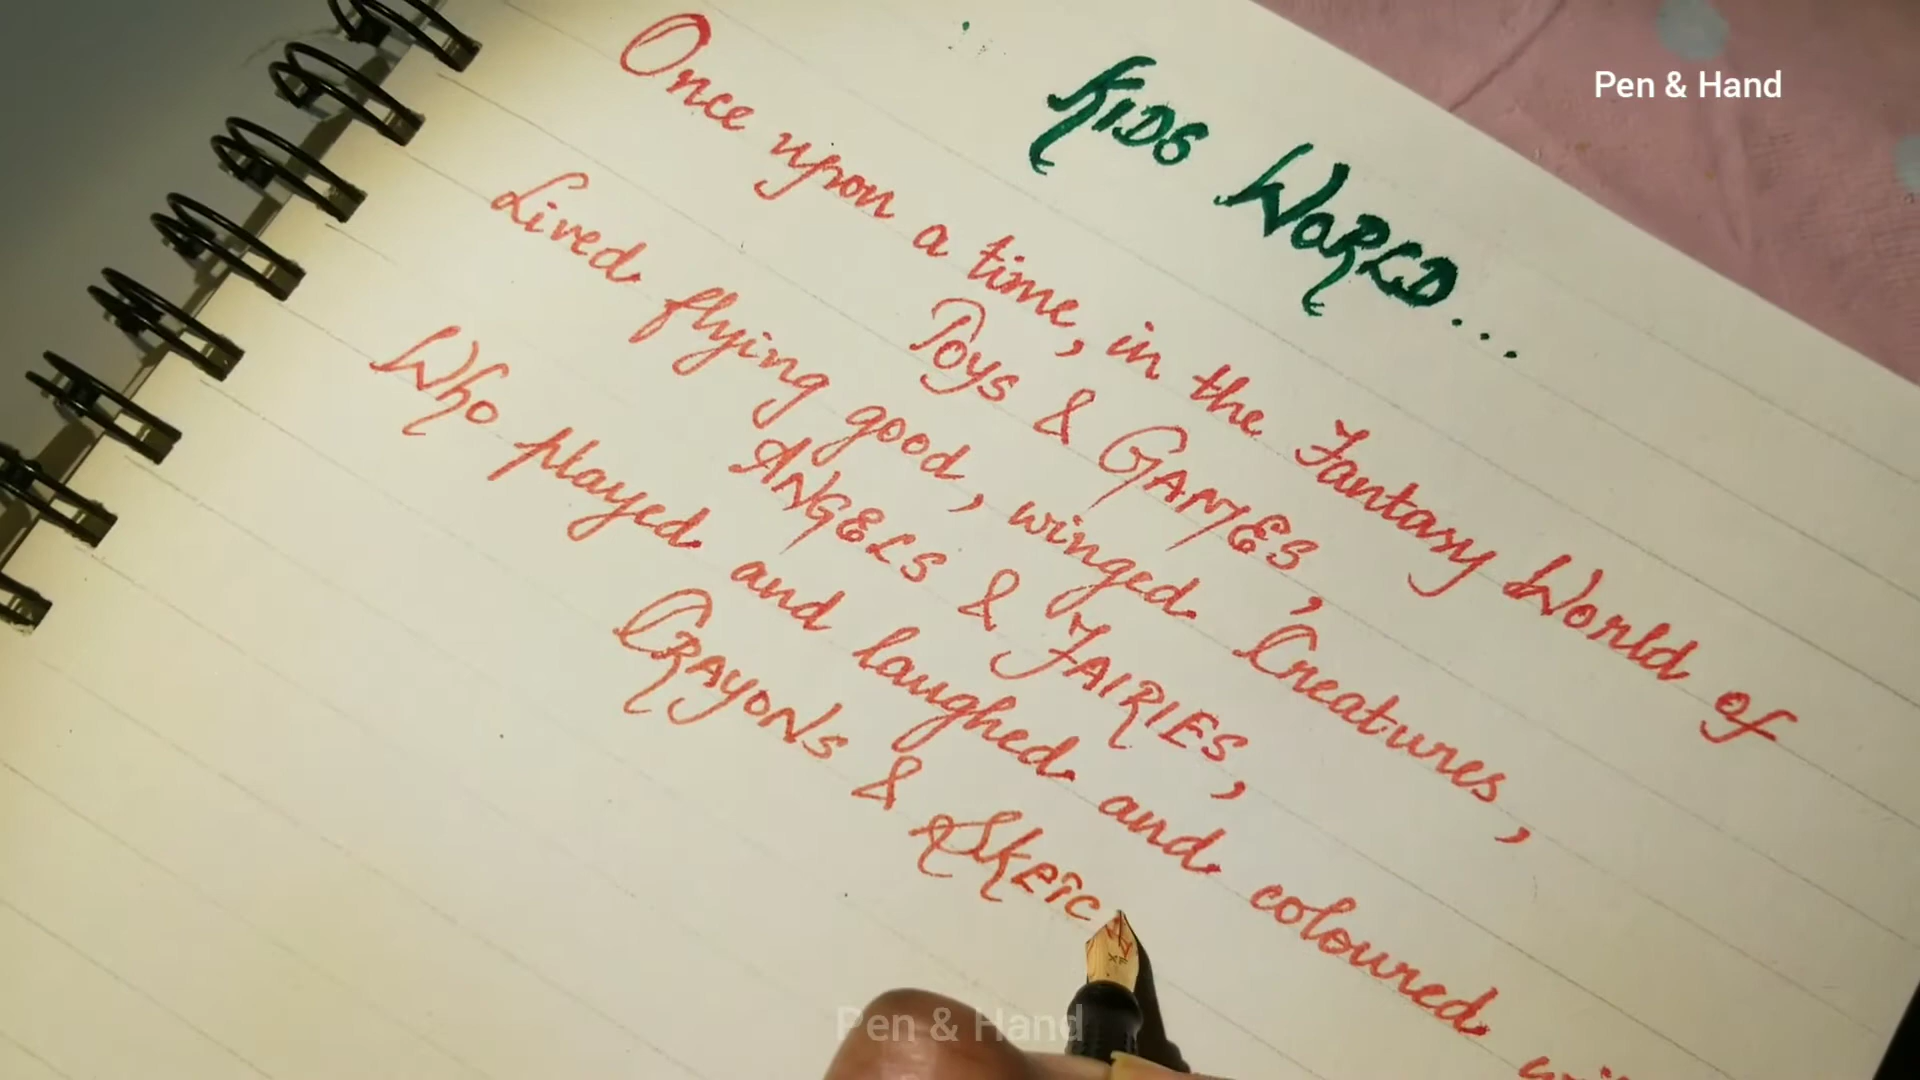 Pen & Hand
KIDS WORLD...
Once upon a time, in the Fantasy World of
Toys & GAMES,
Lived flying good, winged Creatures,
ANGELS & FAIRIES,
Who played and laughed and coloured
CRAYONS & SKETC
Pen & Hand